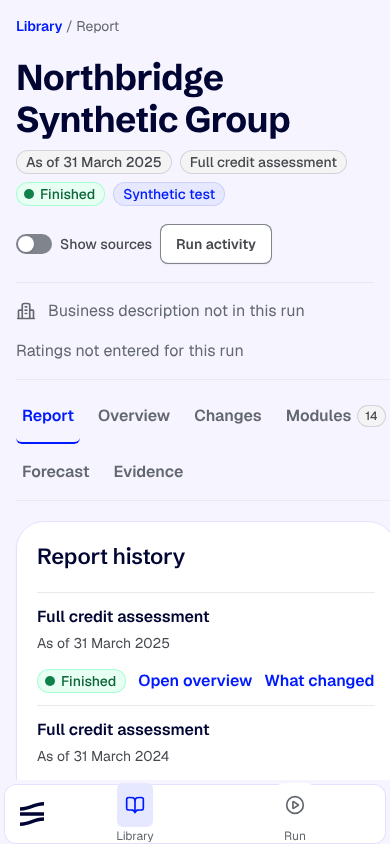 Library / Report
Northbridge
Synthetic Group
As of 31 March 2025 Full credit assessment
Finished Synthetic test
Show sources Run activity
Business description not in this run
Ratings not entered for this run
Report Overview Changes Modules 14
Forecast Evidence
Report history
Full credit assessment
As of 31 March 2025
Finished Open overview What changed
Full credit assessment
As of 31 March 2024
Library Run